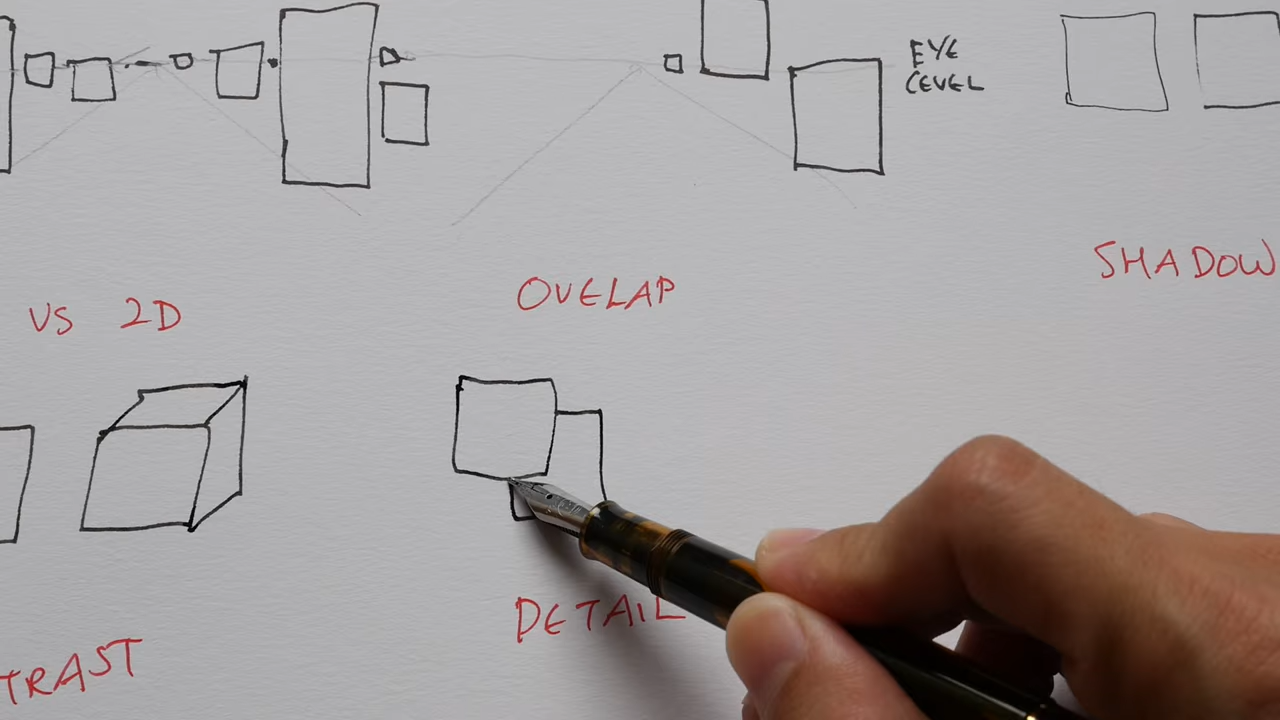 EYE
LEVEL
SHADOW
VS 2D
OVELAP
DETAIL
TRAST